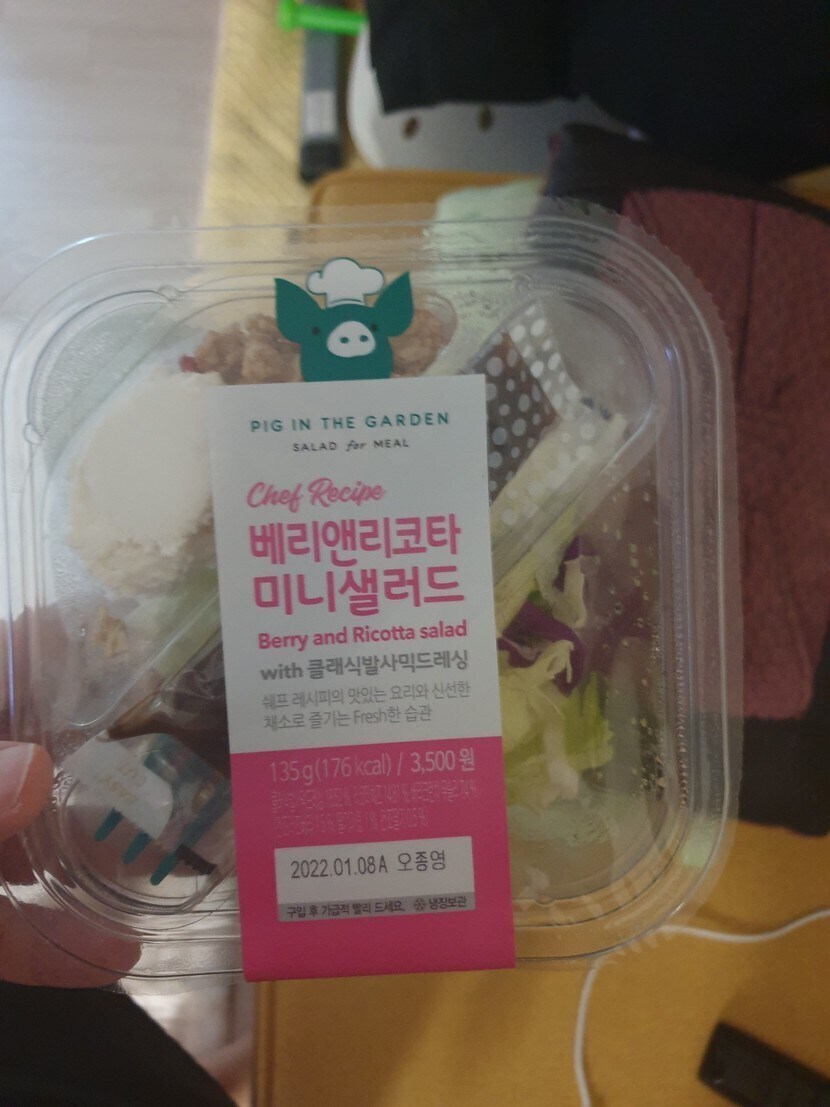 PIG IN THE GARDEN
SALAD for MEAL
Chef Recipe
베리앤리코타
미니샐러드
Berry and Ricotta salad
with 클래식발사믹드레싱
쉐프 레시피의 맛있는 요리와 신선한
채소로 즐기는 Fresh한 습관
135g(176 kcal) / 3,500원
2022.01.08A 오종영
구입 후 가급적 빨리 드세요. 냉장보관